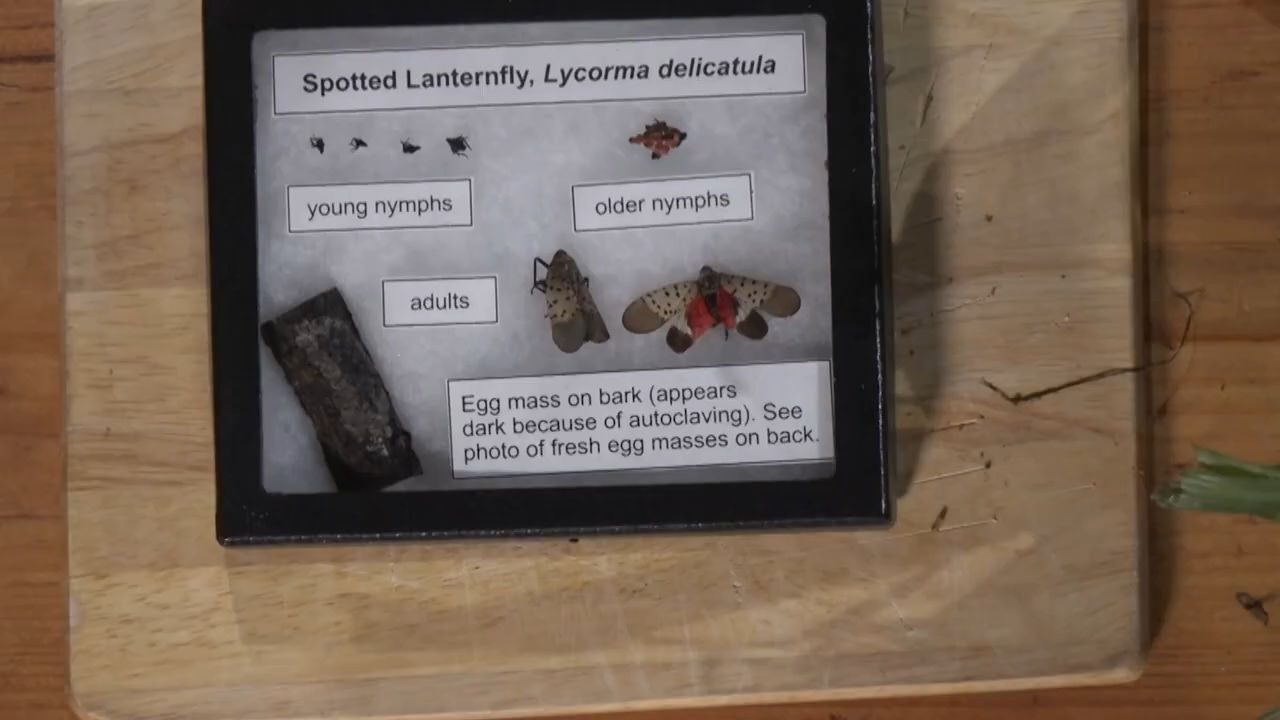 Spotted Lanternfly, Lycorma delicatula
young nymphs
older nymphs
adults
Egg mass on bark (appears
dark because of autoclaving). See
photo of fresh egg masses on back.